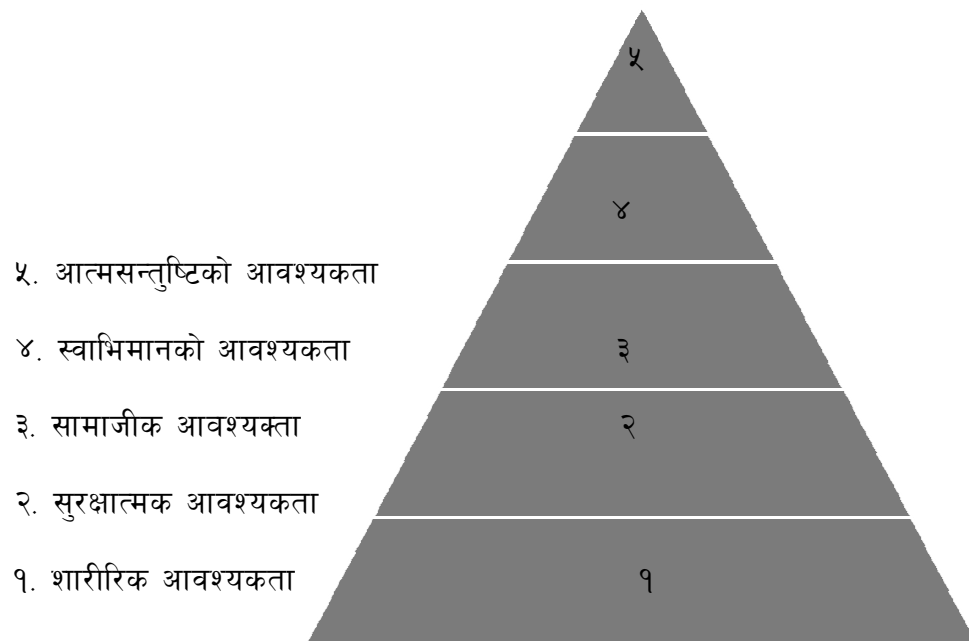 ५
४
५. आत्मसन्तुष्टिको आवश्यकता
४. स्वाभिमानको आवश्यकता
३
३. सामाजीक आवश्यक्ता
२
२. सुरक्षात्मक आवश्यकता
१. शारीरिक आवश्यकता
१